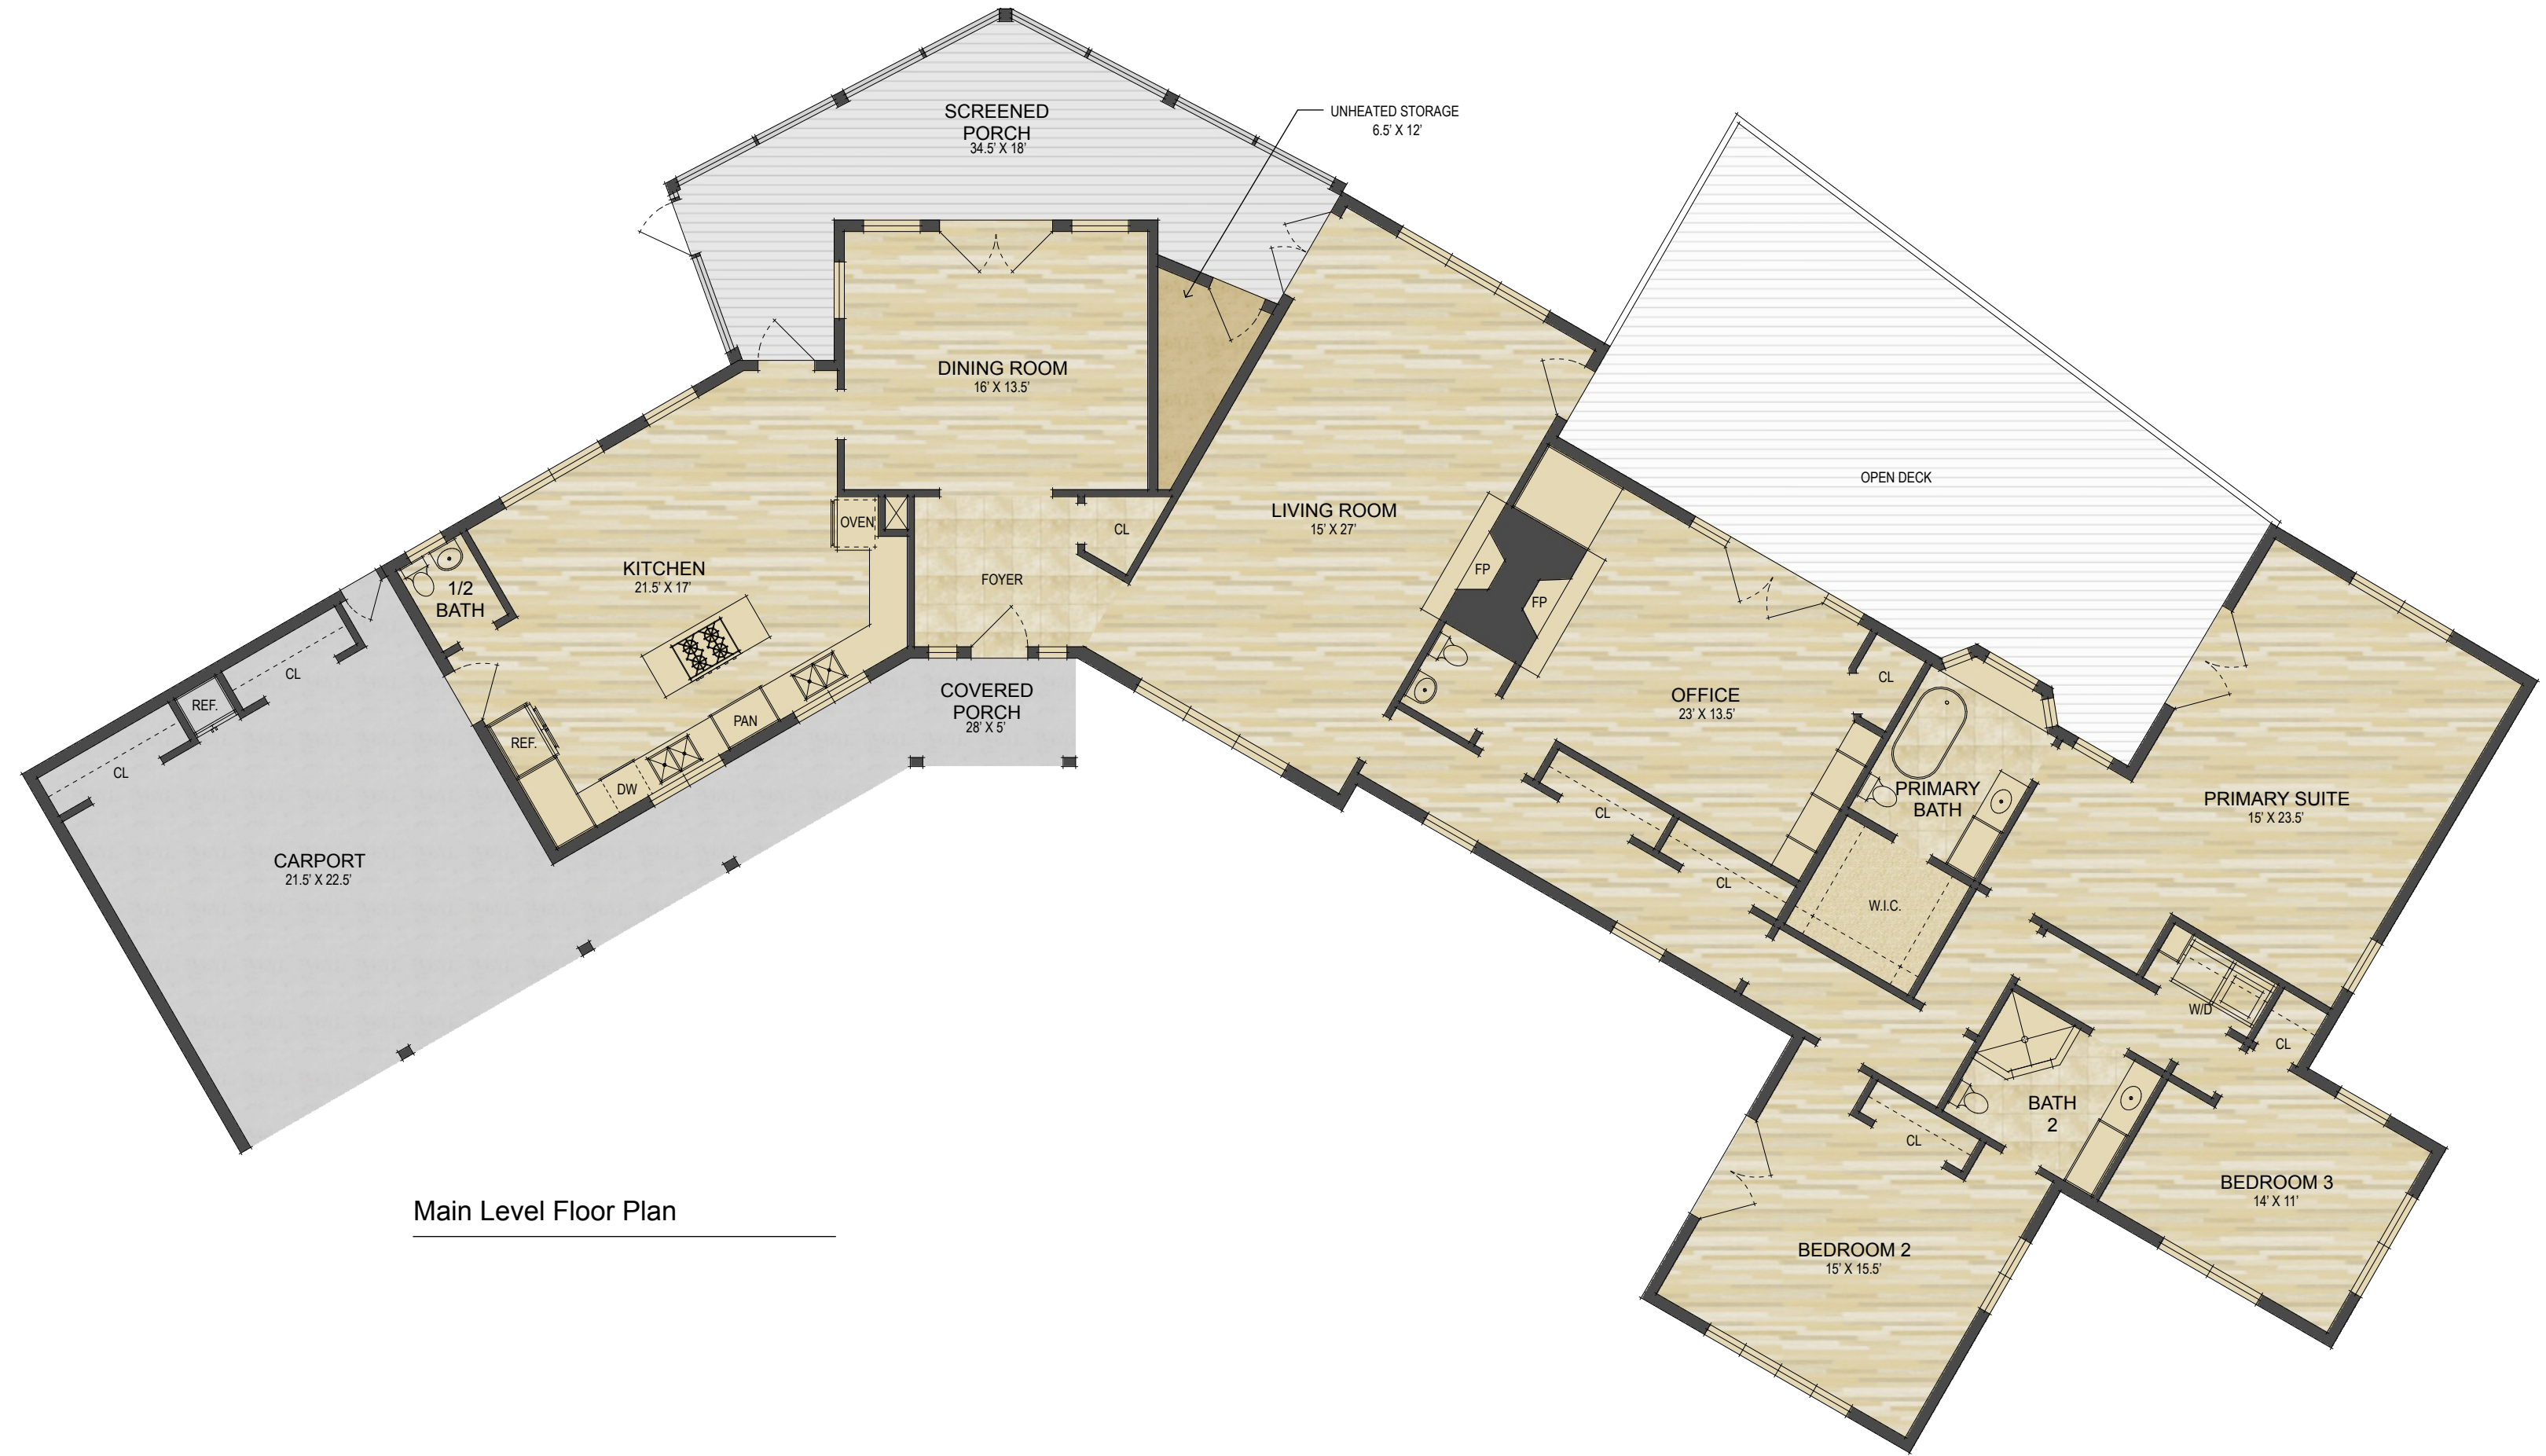 SCREENED
PORCH
34.5' X 18'
UNHEATED STORAGE
6.5' X 12'
DINING ROOM
16' X 13.5'
OPEN DECK
LIVING ROOM
15' X 27'
OVEN
CL
FOYER
KITCHEN
21.5' X 17'
1/2
BATH
FP
FP
CL
REF.
CL
REF.
PAN
DW
COVERED
PORCH
28' X 5'
OFFICE
23' X 13.5'
CL
PRIMARY
BATH
PRIMARY SUITE
15' X 23.5'
CL
CL
W.I.C.
CARPORT
21.5' X 22.5'
W/D
CL
BATH
2
CL
BEDROOM 3
14' X 11'
BEDROOM 2
15' X 15.5'
Main Level Floor Plan